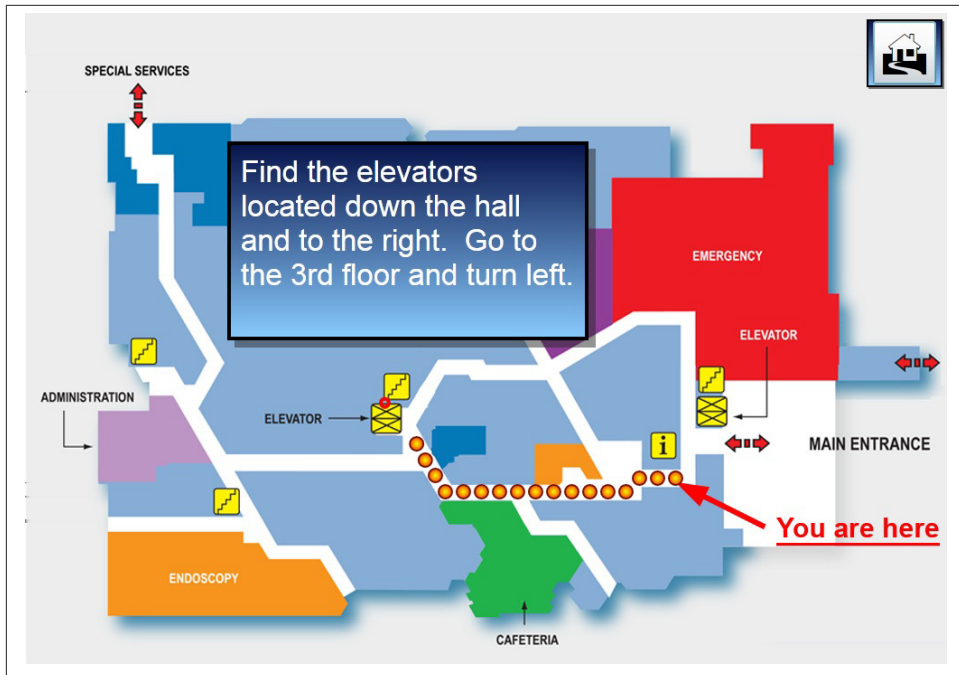 SPECIAL SERVICES
Find the elevators
located down the hall
and to the right.  Go to
the 3rd floor and turn left.
EMERGENCY
ELEVATOR
ADMINISTRATION
ELEVATOR
i
MAIN ENTRANCE
You are here
ENDOSCOPY
CAFETERIA